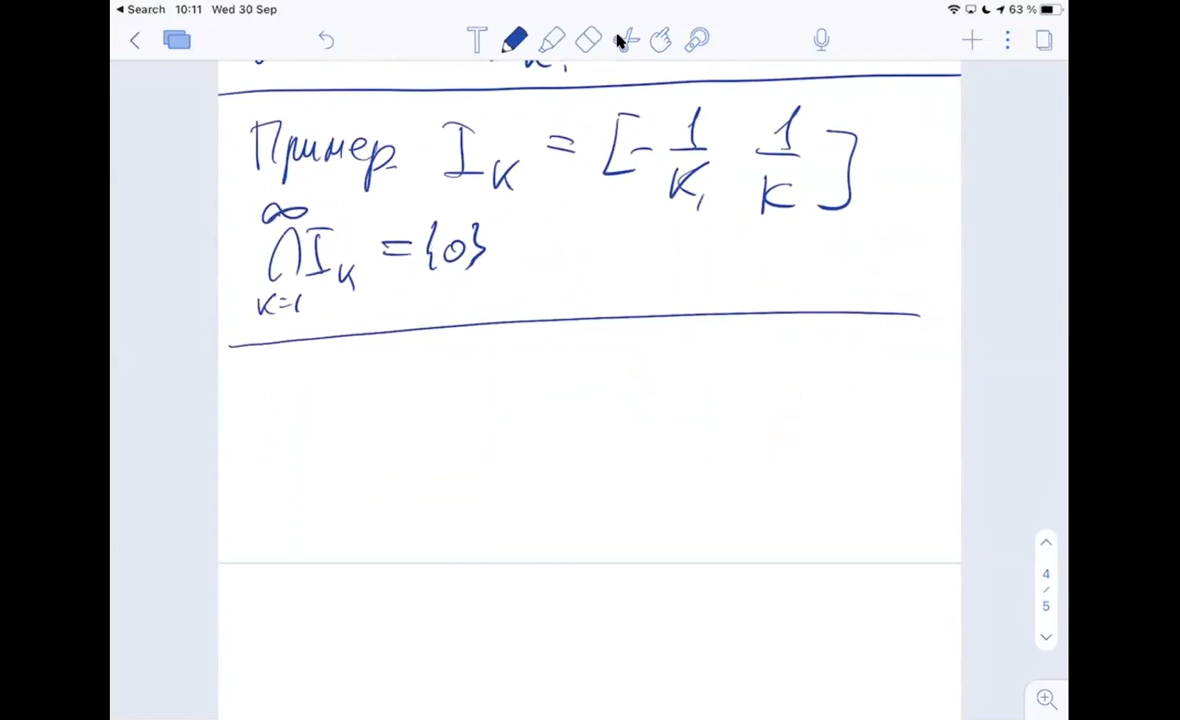 Search 10:11 Wed 30 Sep 63 %
T
Пример I_K = [-1/K, 1/K]
∞
∩ I_K = {0}
K=1
4
/
5